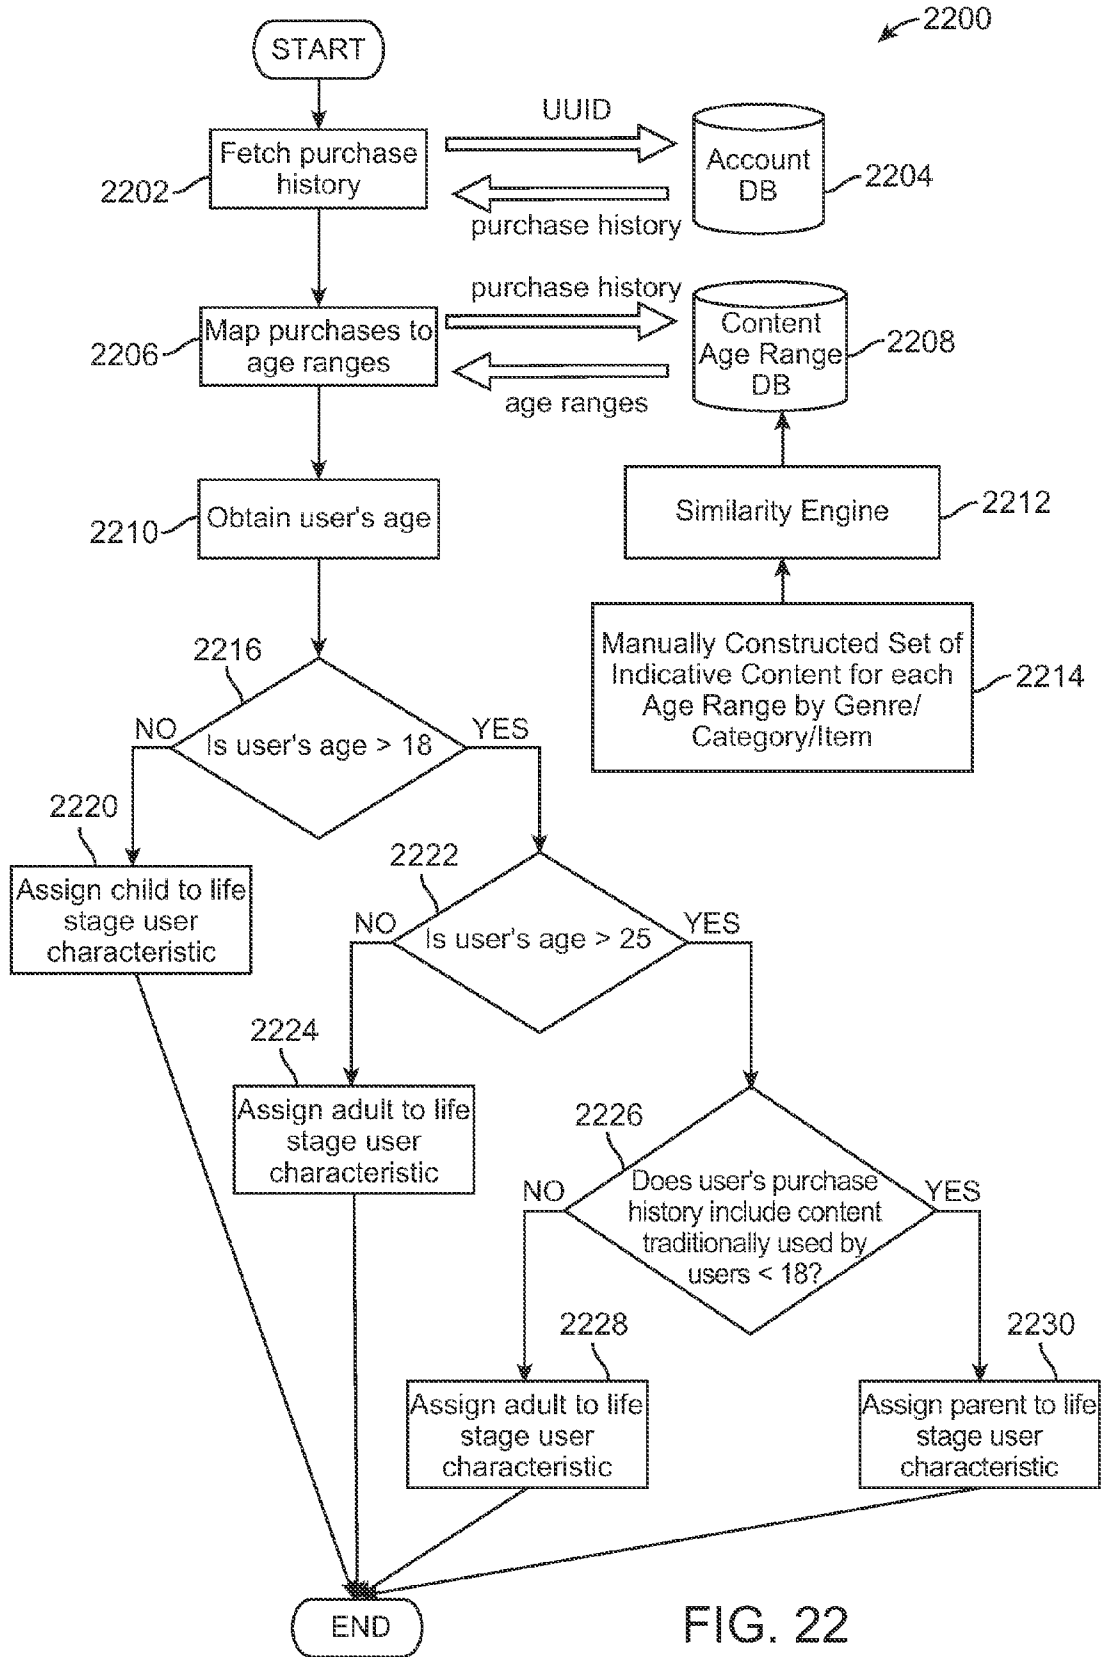 2200
START
UUID
Fetch purchase
history
2202
Account
DB
2204
purchase history
purchase history
Map purchases to
age ranges
2206
Content
Age Range
DB
2208
age ranges
Obtain user's age
2210
Similarity Engine
2212
Manually Constructed Set of
Indicative Content for each
Age Range by Genre/
Category/Item
2214
2216
NO
YES
Is user's age > 18
2220
Assign child to life
stage user
characteristic
2222
NO
YES
Is user's age > 25
2224
Assign adult to life
stage user
characteristic
2226
NO
YES
Does user's purchase
history include content
traditionally used by
users < 18?
2228
Assign adult to life
stage user
characteristic
2230
Assign parent to life
stage user
characteristic
END
FIG. 22